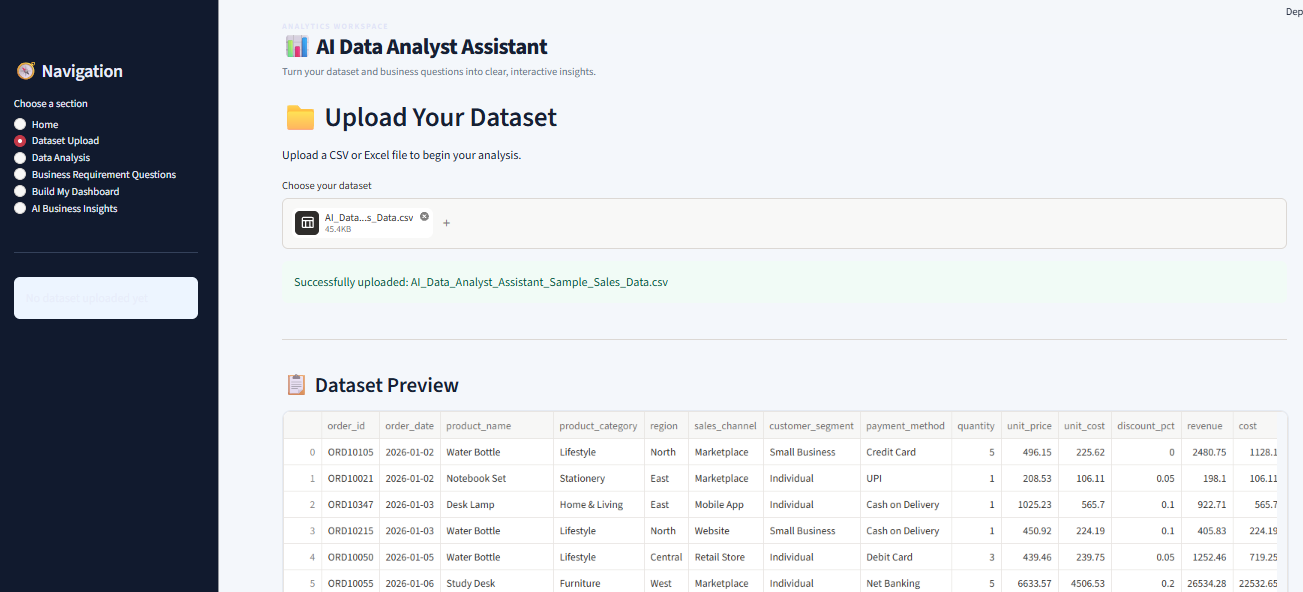 Dep
ANALYTICS WORKSPACE
AI Data Analyst Assistant
Turn your dataset and business questions into clear, interactive insights.
Navigation
Choose a section
Home
Dataset Upload
Data Analysis
Business Requirement Questions
Build My Dashboard
AI Business Insights
No dataset uploaded yet
Upload Your Dataset
Upload a CSV or Excel file to begin your analysis.
Choose your dataset
AI_Data...s_Data.csv
45.4KB
+
Successfully uploaded: AI_Data_Analyst_Assistant_Sample_Sales_Data.csv
Dataset Preview
order_id order_date product_name product_category region sales_channel customer_segment payment_method quantity unit_price unit_cost discount_pct revenue cost
0 ORD10105 2026-01-02 Water Bottle Lifestyle North Marketplace Small Business Credit Card 5 496.15 225.62 0 2480.75 1128.1
1 ORD10021 2026-01-02 Notebook Set Stationery East Marketplace Individual UPI 1 208.53 106.11 0.05 198.1 106.11
2 ORD10347 2026-01-03 Desk Lamp Home & Living East Mobile App Individual Cash on Delivery 1 1025.23 565.7 0.1 922.71 565.7
3 ORD10215 2026-01-03 Water Bottle Lifestyle North Website Small Business Cash on Delivery 1 450.92 224.19 0.1 405.83 224.19
4 ORD10050 2026-01-05 Water Bottle Lifestyle Central Retail Store Individual Debit Card 3 439.46 239.75 0.05 1252.46 719.25
5 ORD10055 2026-01-06 Study Desk Furniture West Marketplace Individual Net Banking 5 6633.57 4506.53 0.2 26534.28 22532.65